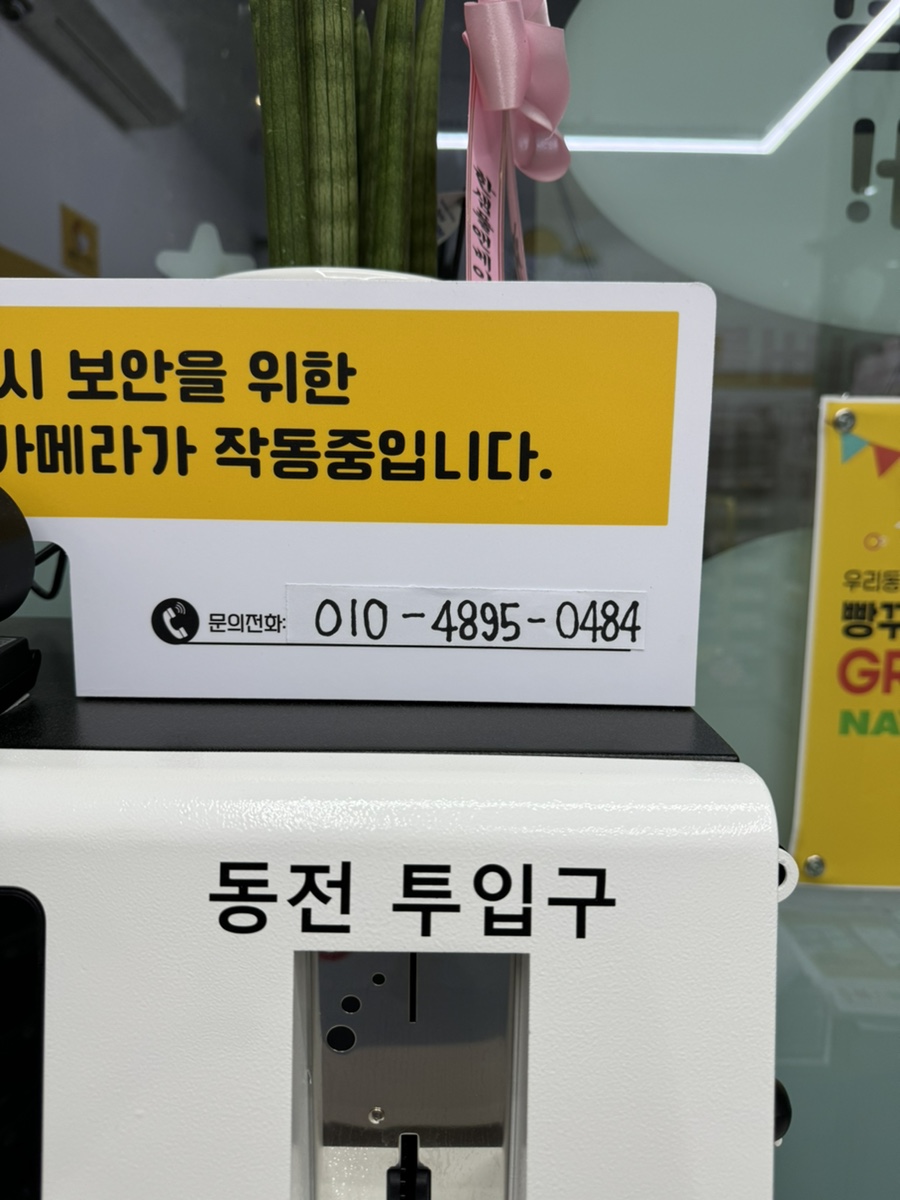 시 보안을 위한
카메라가 작동중입니다.
문의전화: 010-4895-0484
동전 투입구
우리동
빵꾸
GR
NA